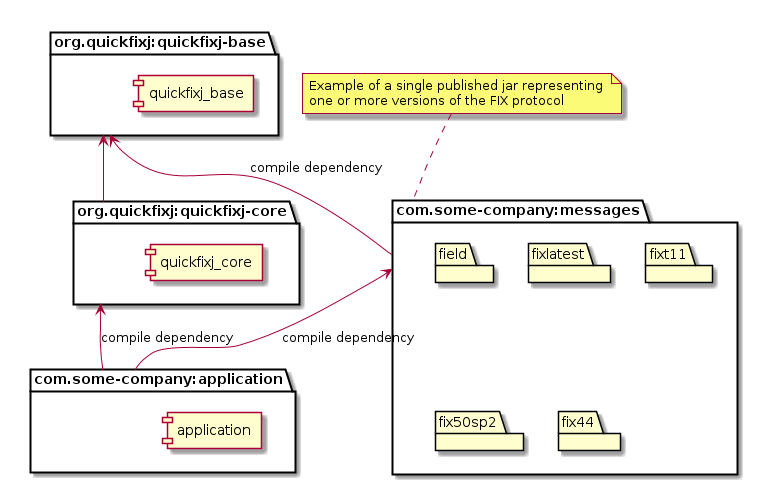 org.quickfixj:quickfixj-base
quickfixj_base
Example of a single published jar representing
one or more versions of the FIX protocol
compile dependency
org.quickfixj:quickfixj-core
quickfixj_core
com.some-company:messages
field
fixlatest
fixt11
compile dependency
compile dependency
com.some-company:application
application
fix50sp2
fix44